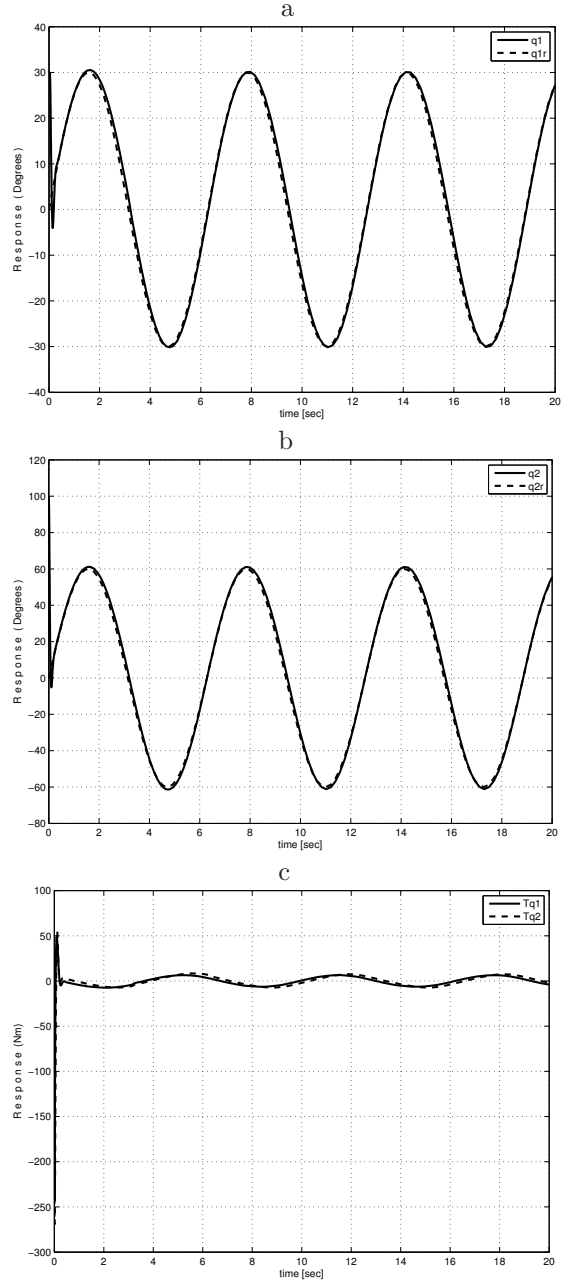 a
40
30
20
10
0
−10
−20
−30
−40
R e s p o n s e ( Degrees )
0 2 4 6 8 10 12 14 16 18 20
time [sec]
q1
q1r
b
120
100
80
60
40
20
0
−20
−40
−60
−80
R e s p o n s e (Degrees)
0 2 4 6 8 10 12 14 16 18 20
time [sec]
q2
q2r
c
100
50
0
−50
−100
−150
−200
−250
−300
R e s p o n s e (Nm)
0 2 4 6 8 10 12 14 16 18 20
time [sec]
Tq1
Tq2